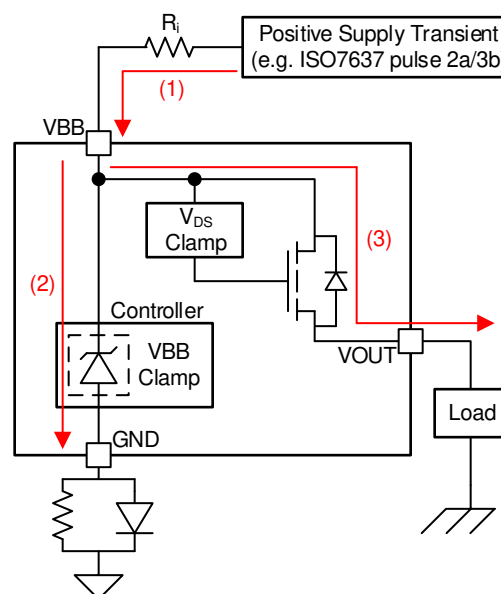 Positive Supply Transient
(e.g. ISO7637 pulse 2a/3b
Ri
(1)
VBB
VDS
Clamp
(3)
(2)
Controller
VBB
Clamp
VOUT
GND
Load